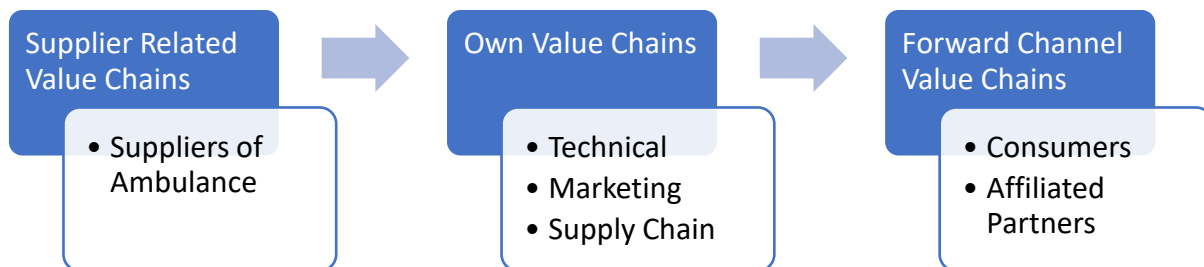 Supplier Related
Value Chains
• Suppliers of
Ambulance
Own Value Chains
• Technical
• Marketing
• Supply Chain
Forward Channel
Value Chains
• Consumers
• Affiliated
Partners